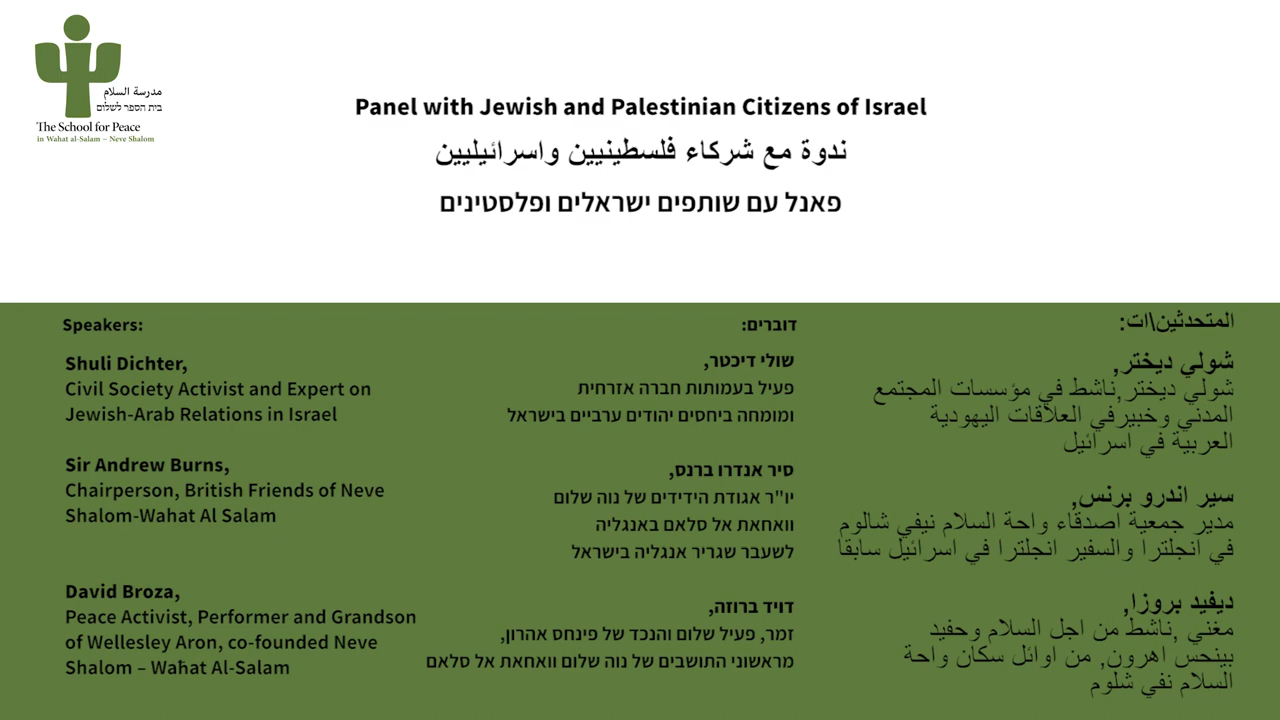 مدرسة السلام
בית הספר לשלום
The School for Peace
in Wahat al-Salam – Neve Shalom
Panel with Jewish and Palestinian Citizens of Israel
ندوة مع شركاء فلسطينيين واسرائيليين
פאנל עם שותפים ישראלים ופלסטינים
Speakers:
Shuli Dichter,
Civil Society Activist and Expert on
Jewish-Arab Relations in Israel
Sir Andrew Burns,
Chairperson, British Friends of Neve
Shalom-Wahat Al Salam
David Broza,
Peace Activist, Performer and Grandson
of Wellesley Aron, co-founded Neve
Shalom – Waħat Al-Salam
דוברים:
שולי דיכטר,
פעיל בעמותות חברה אזרחית
ומומחה ביחסים יהודים ערביים בישראל
סיר אנדרו ברנס,
יו"ר אגודת הידידים של נוה שלום
וואחאת אל סלאם באנגליה
לשעבר שגריר אנגליה בישראל
דויד ברוזה,
זמר, פעיל שלום והנכד של פינחס אהרון,
מראשוני התושבים של נוה שלום וואחאת אל סלאם
المتحدثين\ات:
شولي ديختر,
شولي ديختر,ناشط في مؤسسات المجتمع
المدني وخبيرفي العلاقات اليهودية
العربية في اسرائيل
سير اندرو برنس,
مدير جمعية اصدقاء واحة السلام نيفي شالوم
في انجلترا والسفير انجلترا في اسرائيل سابقا
ديفيد بروزا,
مغني ,ناشط من اجل السلام وحفيد
بينحس اهرون, من اوائل سكان واحة
السلام نفي شلوم